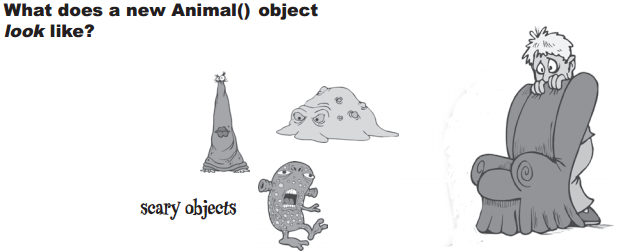 What does a new Animal() object
look like?
scary objects